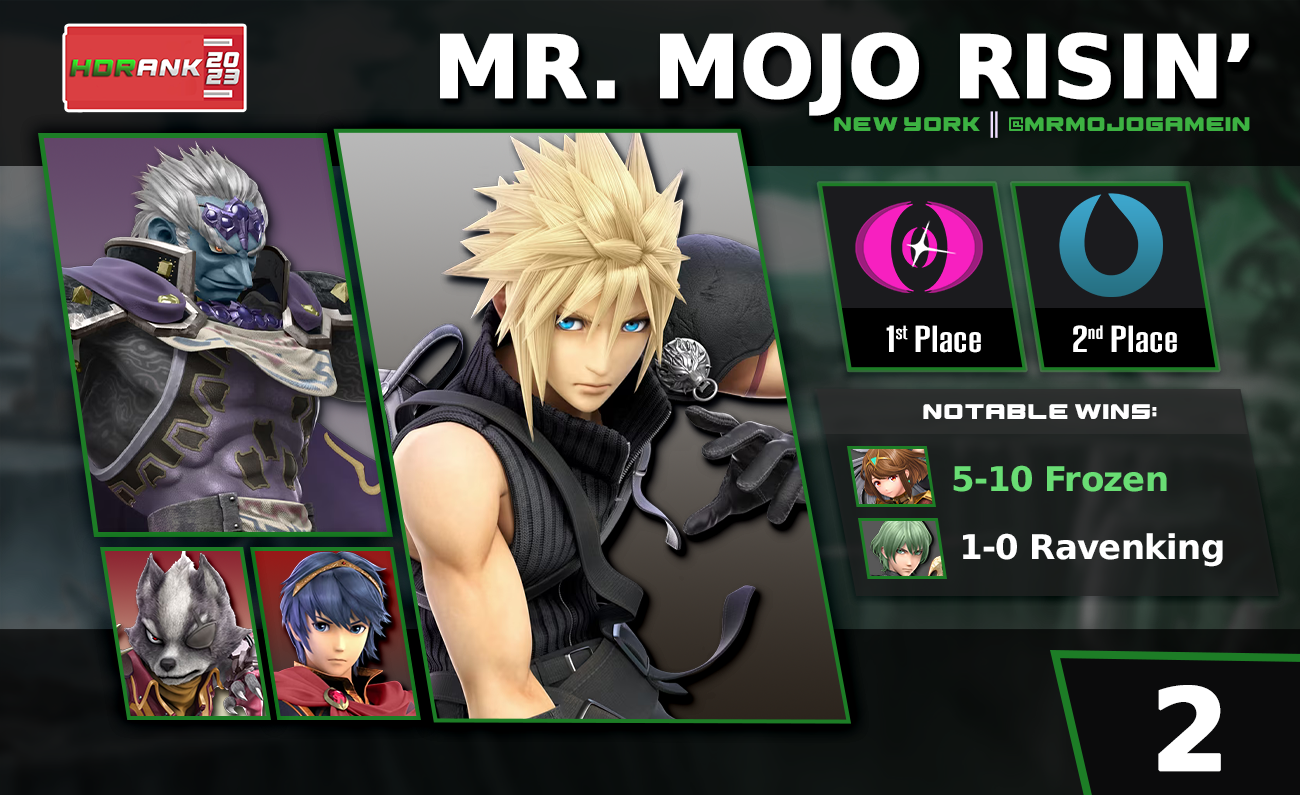 HDRANK 2023
MR. MOJO RISIN’
NEW YORK || @MRMOJOGAMEIN
1st Place
2nd Place
NOTABLE WINS:
5-10 Frozen
1-0 Ravenking
2